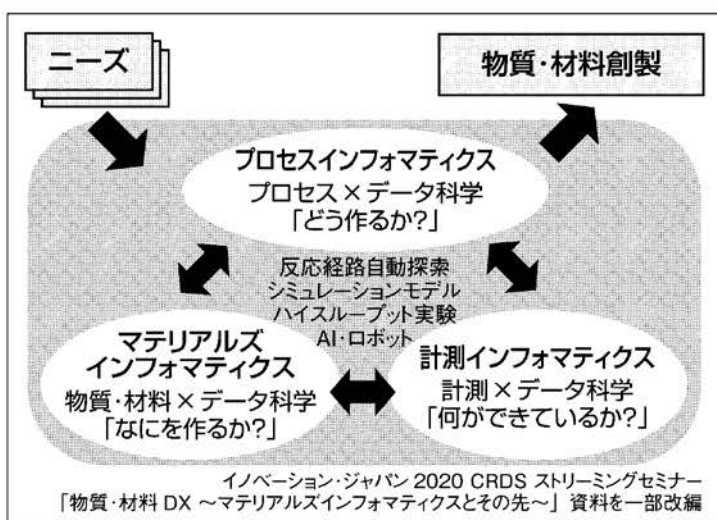 ニーズ
物質・材料創製
プロセスインフォマティクス
プロセス×データ科学
「どう作るか?」
反応経路自動探索
シミュレーションモデル
ハイスループット実験
AI・ロボット
マテリアルズ
インフォマティクス
物質・材料×データ科学
「なにを作るか?」
計測インフォマティクス
計測×データ科学
「何ができているか?」
イノベーション・ジャパン 2020 CRDS ストリーミングセミナー
「物質・材料 DX ～マテリアルズインフォマティクスとその先～」 資料を一部改編